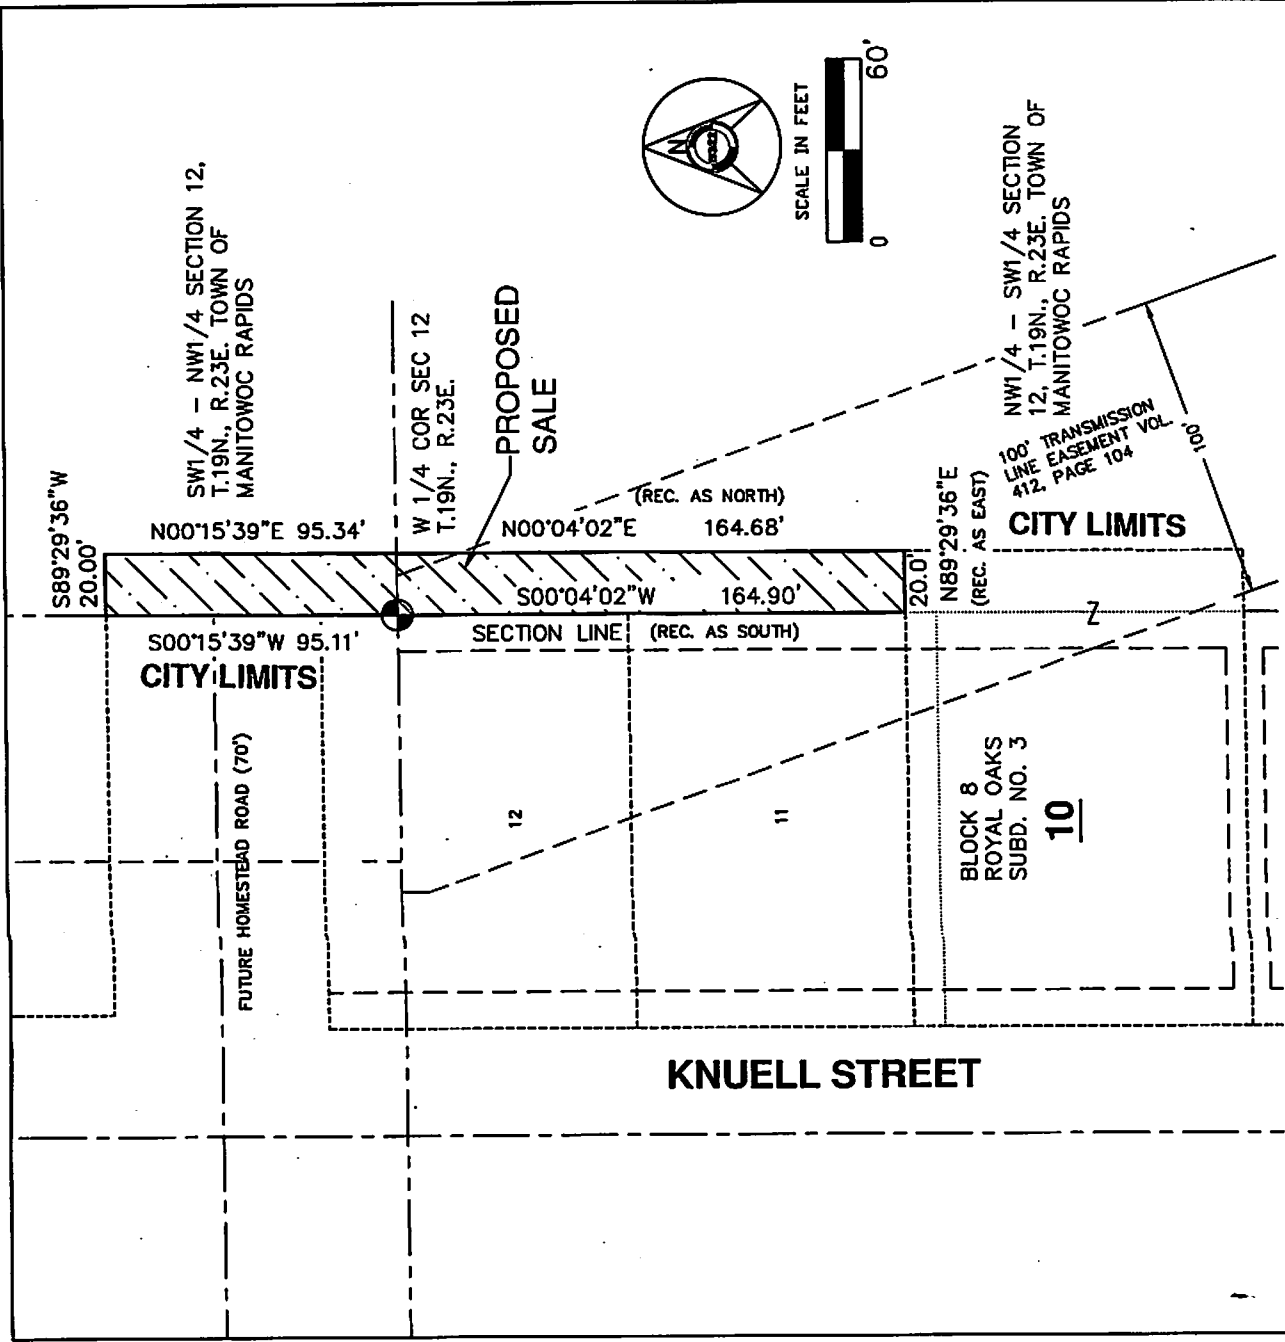 S89°29'36"W
20.00'
SW1/4 - NW1/4 SECTION 12,
T.19N., R.23E. TOWN OF
MANITOWOC RAPIDS
N
SCALE IN FEET
0
60'
N00°15'39"E 95.34'
W 1/4 COR SEC 12
T.19N., R.23E.
PROPOSED
SALE
(REC. AS NORTH)
N00°04'02"E 164.68'
S00°04'02"W 164.90'
SECTION LINE (REC. AS SOUTH)
S00°15'39"W 95.11'
CITY LIMITS
20.0'
N89°29'36"E
(REC. AS EAST)
NW1/4 - SW1/4 SECTION
12, T.19N., R.23E. TOWN OF
MANITOWOC RAPIDS
100' TRANSMISSION
LINE EASEMENT VOL.
412, PAGE 104
100'
CITY LIMITS
Z
FUTURE HOMESTEAD ROAD (70')
12
11
BLOCK 8
ROYAL OAKS
SUBD. NO. 3
10
KNUELL STREET